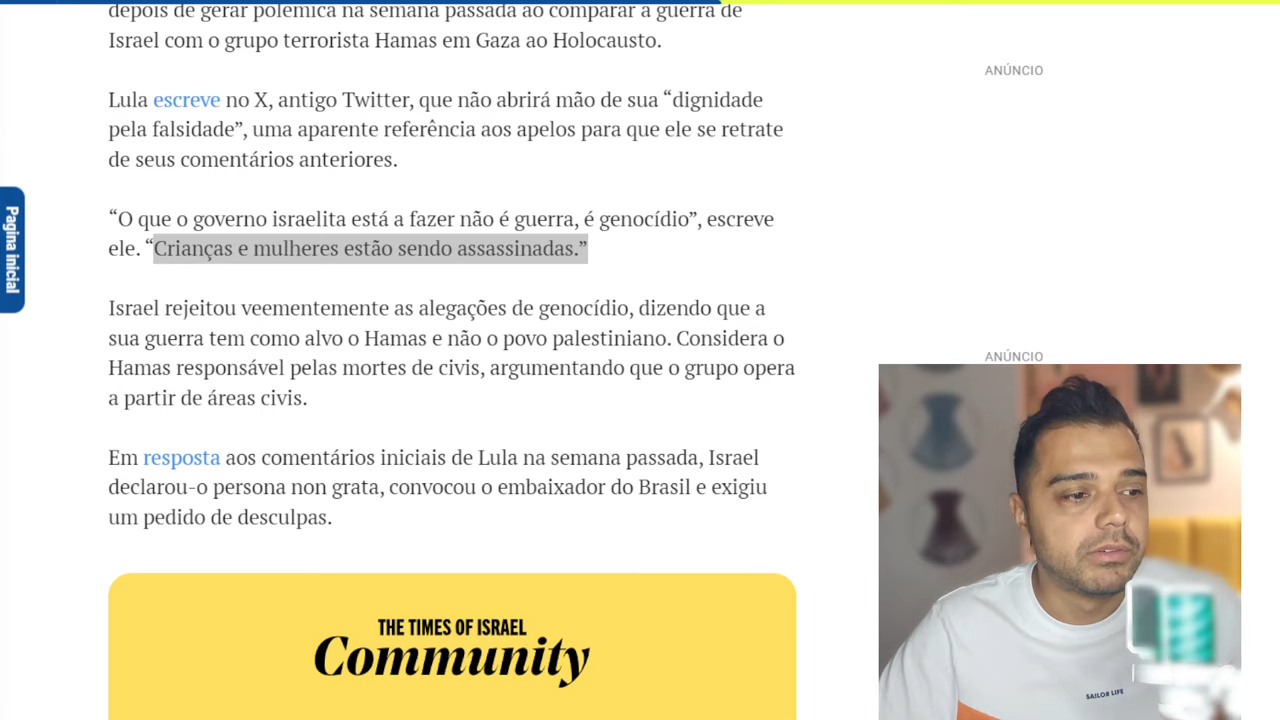 depois de gerar polêmica na semana passada ao comparar a guerra de
Israel com o grupo terrorista Hamas em Gaza ao Holocausto.
Lula escreve no X, antigo Twitter, que não abrirá mão de sua “dignidade
pela falsidade”, uma aparente referência aos apelos para que ele se retrate
de seus comentários anteriores.
“O que o governo israelita está a fazer não é guerra, é genocídio”, escreve
ele. “Crianças e mulheres estão sendo assassinadas.”
Israel rejeitou veementemente as alegações de genocídio, dizendo que a
sua guerra tem como alvo o Hamas e não o povo palestiniano. Considera o
Hamas responsável pelas mortes de civis, argumentando que o grupo opera
a partir de áreas civis.
Em resposta aos comentários iniciais de Lula na semana passada, Israel
declarou-o persona non grata, convocou o embaixador do Brasil e exigiu
um pedido de desculpas.
THE TIMES OF ISRAEL
Community
Pagina inicial
ANÚNCIO
ANÚNCIO
SAILOR LIFE